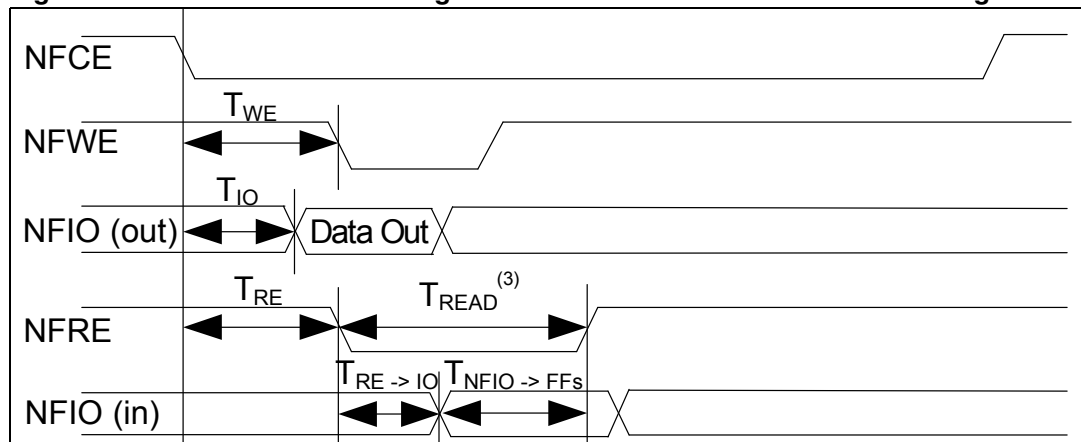 NFCE
T_WE
NFWE
T_IO
NFIO (out) Data Out
T_RE T_READ (3)
NFRE
T_RE -> IO T_NFIO -> FFs
NFIO (in)